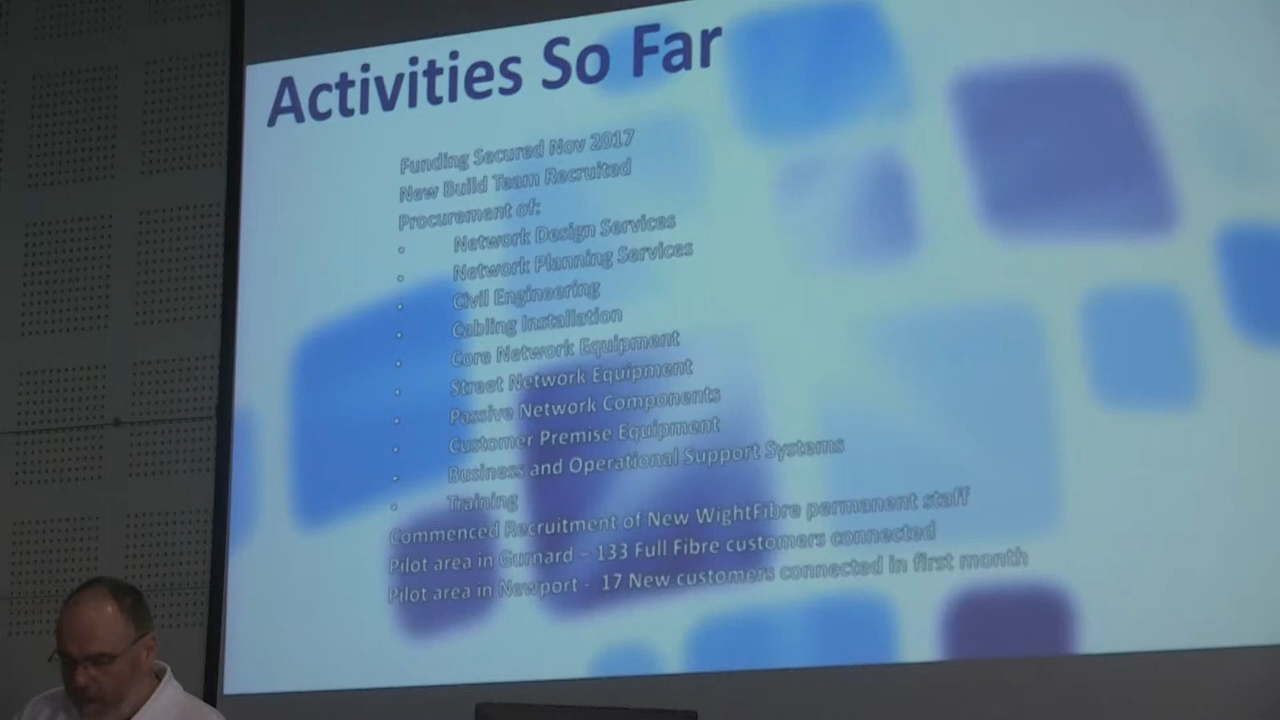 Activities So Far
Funding Secured Nov 2017
New Build Team Recruited
Procurement of:
• Network Design Services
• Network Planning Services
• Civil Engineering
• Cabling Installation
• Core Network Equipment
• Street Network Equipment
• Passive Network Components
• Customer Premise Equipment
• Business and Operational Support Systems
• Training
Commenced Recruitment of New WightFibre permanent staff
Pilot area in Gurnard – 133 Full Fibre customers connected
Pilot area in Newport - 17 New customers connected in first month